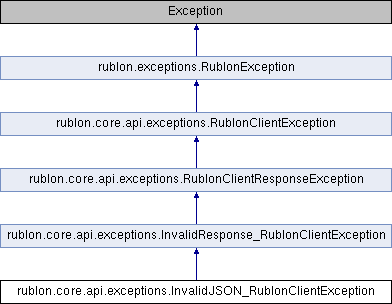 Exception
rublon.exceptions.RublonException
rublon.core.api.exceptions.RublonClientException
rublon.core.api.exceptions.RublonClientResponseException
rublon.core.api.exceptions.InvalidResponse_RublonClientException
rublon.core.api.exceptions.InvalidJSON_RublonClientException